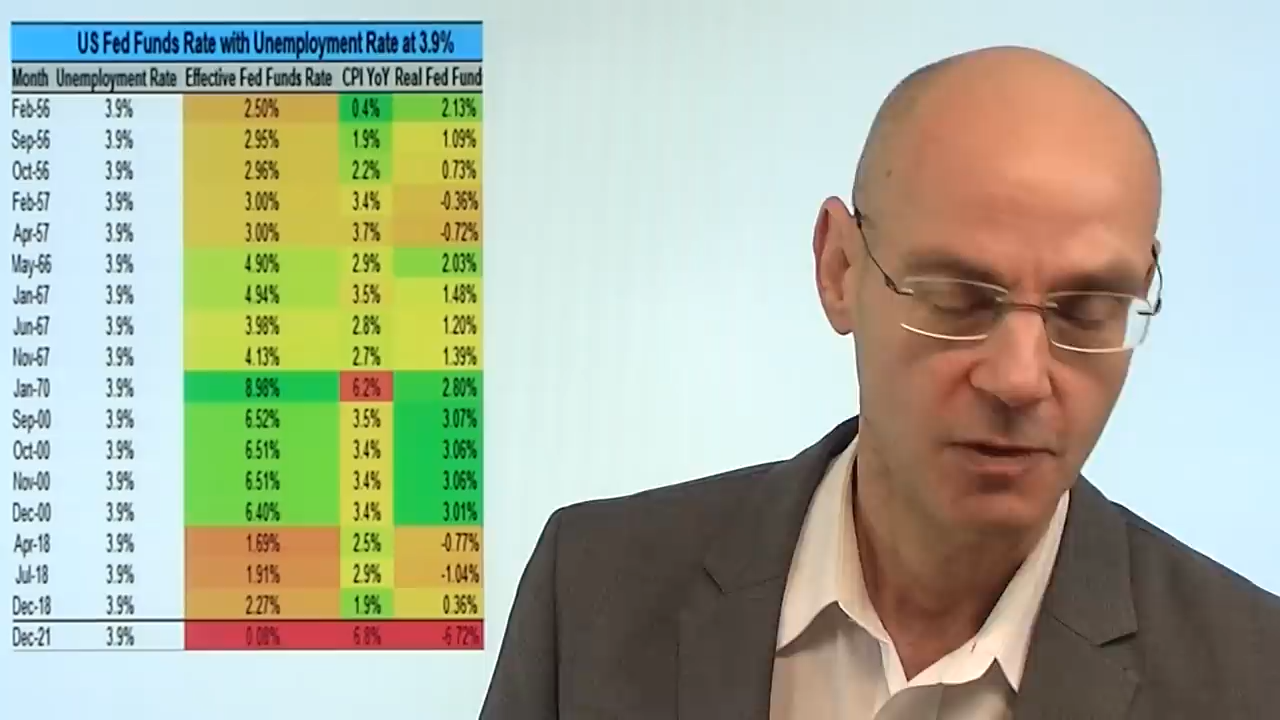 US Fed Funds Rate with Unemployment Rate at 3.9%
Month Unemployment Rate Effective Fed Funds Rate CPI YoY Real Fed Fund
Feb-56 3.9% 2.50% 0.4% 2.13%
Sep-56 3.9% 2.95% 1.9% 1.09%
Oct-56 3.9% 2.96% 2.2% 0.73%
Feb-57 3.9% 3.00% 3.4% -0.36%
Apr-57 3.9% 3.00% 3.7% -0.72%
May-66 3.9% 4.90% 2.9% 2.03%
Jan-67 3.9% 4.94% 3.5% 1.48%
Jun-67 3.9% 3.98% 2.8% 1.20%
Nov-67 3.9% 4.13% 2.7% 1.39%
Jan-70 3.9% 8.98% 6.2% 2.80%
Sep-00 3.9% 6.52% 3.5% 3.07%
Oct-00 3.9% 6.51% 3.4% 3.06%
Nov-00 3.9% 6.51% 3.4% 3.06%
Dec-00 3.9% 6.40% 3.4% 3.01%
Apr-18 3.9% 1.69% 2.5% -0.77%
Jul-18 3.9% 1.91% 2.9% -1.04%
Dec-18 3.9% 2.27% 1.9% 0.36%
Dec-21 3.9% 0.08% 6.8% -6.72%